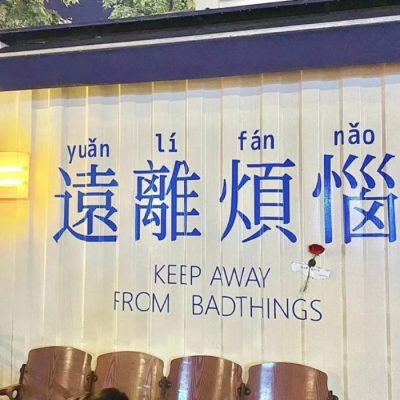 yuǎn lí fán nǎo
遠離煩惱
KEEP AWAY
FROM BADTHINGS